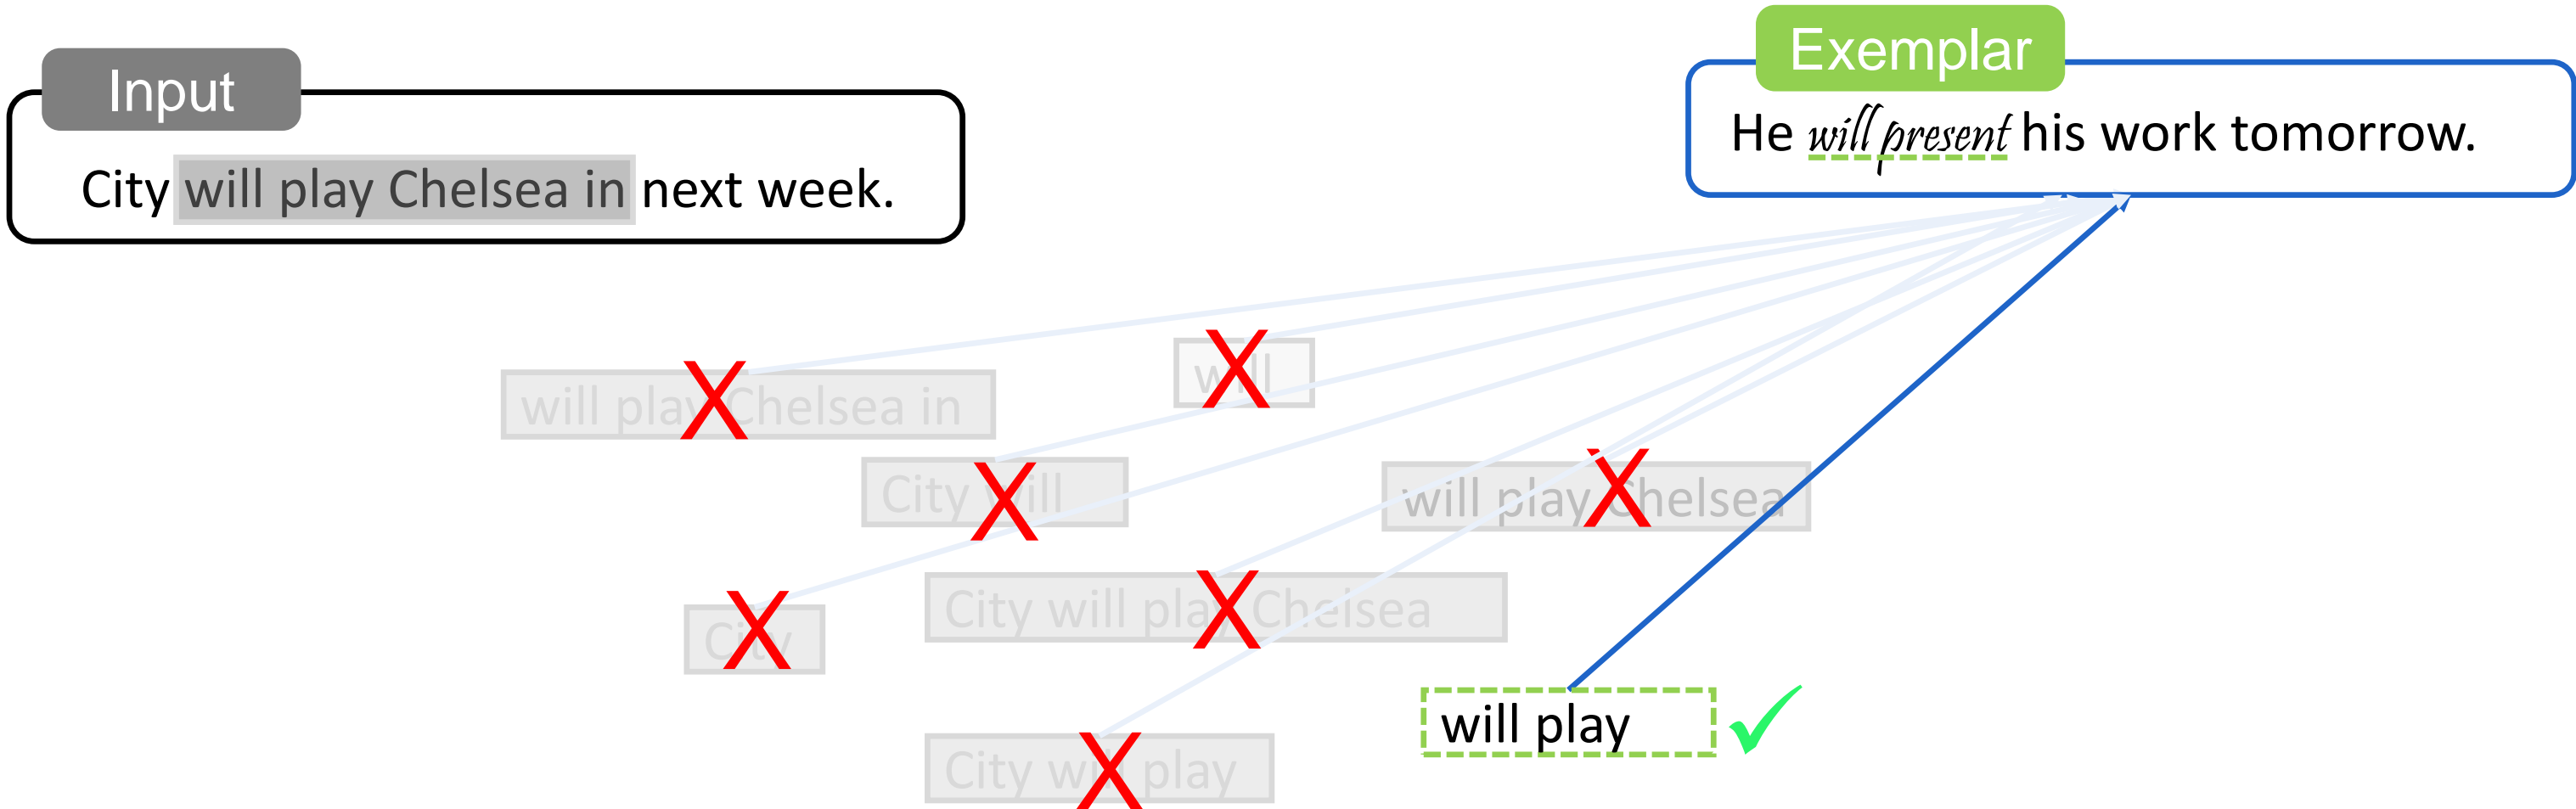 Input
City will play Chelsea in next week.
Exemplar
He will present his work tomorrow.
will
will play Chelsea in
City will
will play Chelsea
City will play Chelsea
City
will play
City will play